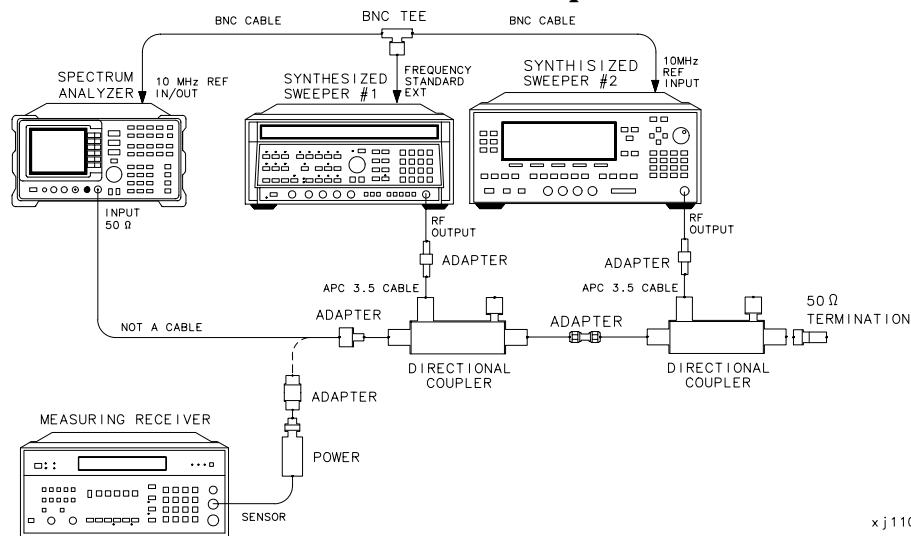 BNC CABLE
BNC TEE
BNC CABLE
SPECTRUM
ANALYZER
10 MHz REF
IN/OUT
SYNTHESIZED
SWEEPER #1
FREQUENCY
STANDARD
EXT
SYNTHISIZED
SWEEPER #2
10MHz
REF
INPUT
INPUT
50 Ω
RF
OUTPUT
RF
OUTPUT
ADAPTER
ADAPTER
APC 3.5 CABLE
APC 3.5 CABLE
50 Ω
TERMINATION
NOT A CABLE
ADAPTER
ADAPTER
DIRECTIONAL
COUPLER
DIRECTIONAL
COUPLER
ADAPTER
MEASURING RECEIVER
POWER
SENSOR
xj110